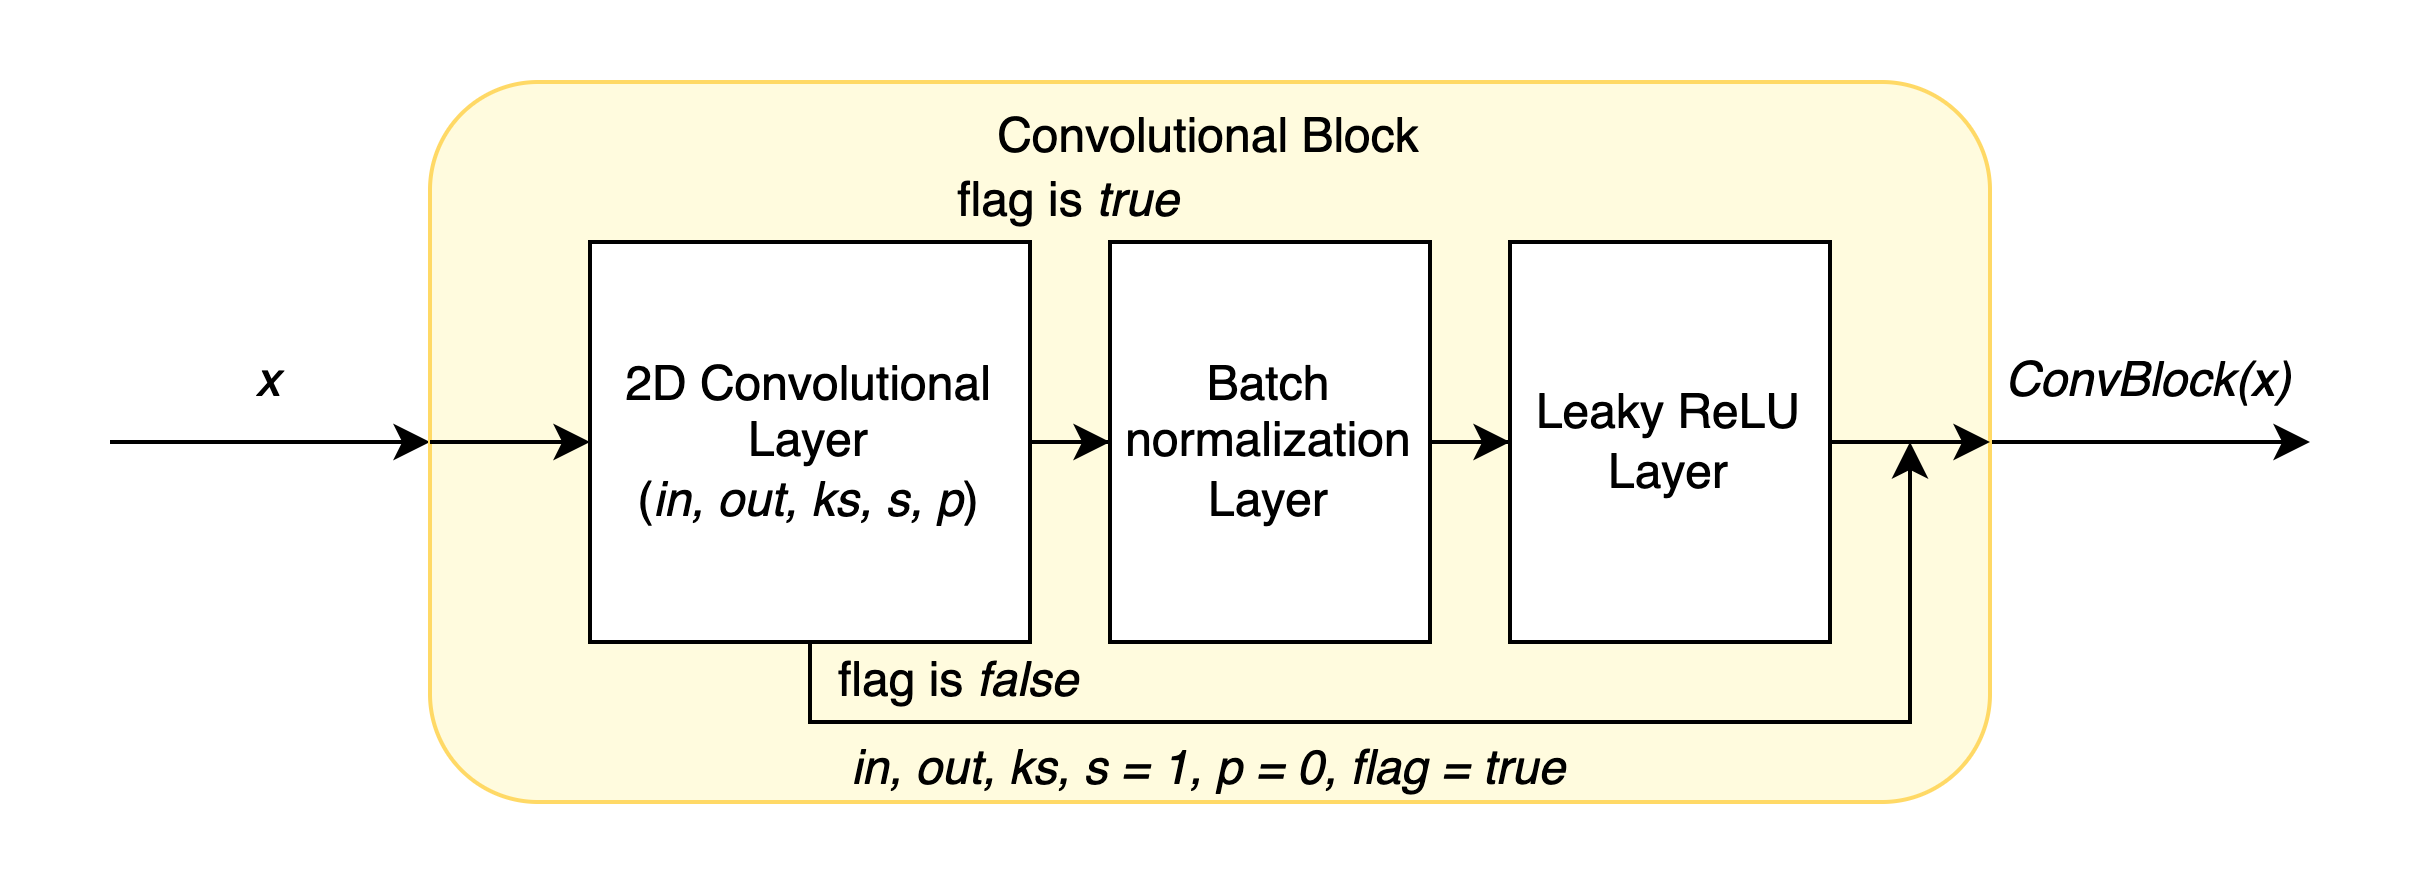 Convolutional Block
flag is true
x
2D Convolutional
Layer
(in, out, ks, s, p)
Batch
normalization
Layer
Leaky ReLU
Layer
ConvBlock(x)
flag is false
in, out, ks, s = 1, p = 0, flag = true